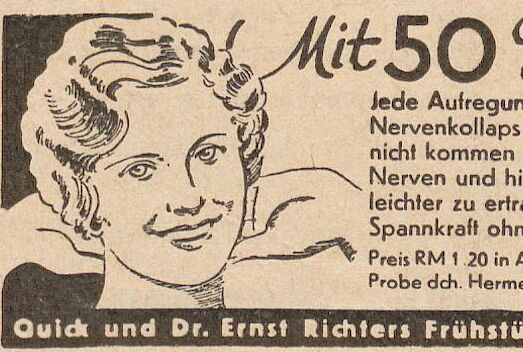 Mit 50
Jede Aufregun
Nervenkollaps
nicht kommen
Nerven und hi
leichter zu ertra
Spannkraft ohn
Preis RM 1.20 in A
Probe dch. Herme
Quick und Dr. Ernst Richters Frühstü